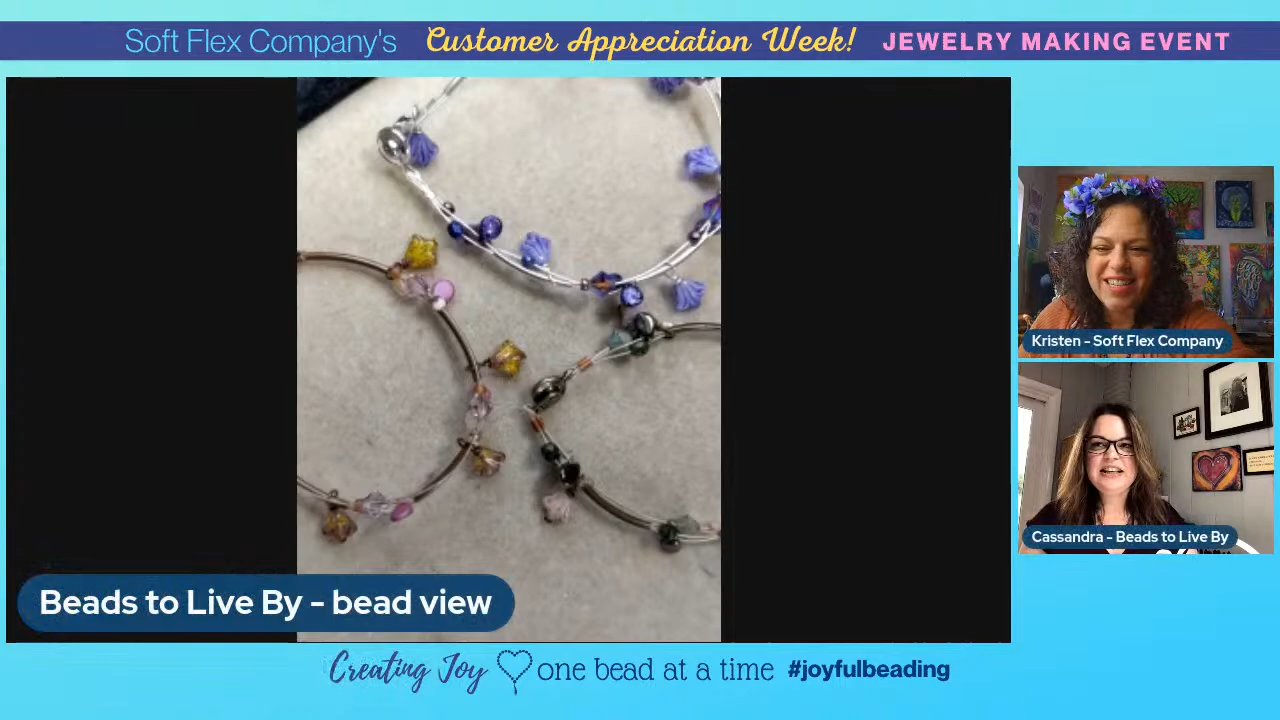 Soft Flex Company's Customer Appreciation Week! JEWELRY MAKING EVENT
Kristen - Soft Flex Company
Cassandra - Beads to Live By
Beads to Live By - bead view
Creating Joy one bead at a time #joyfulbeading